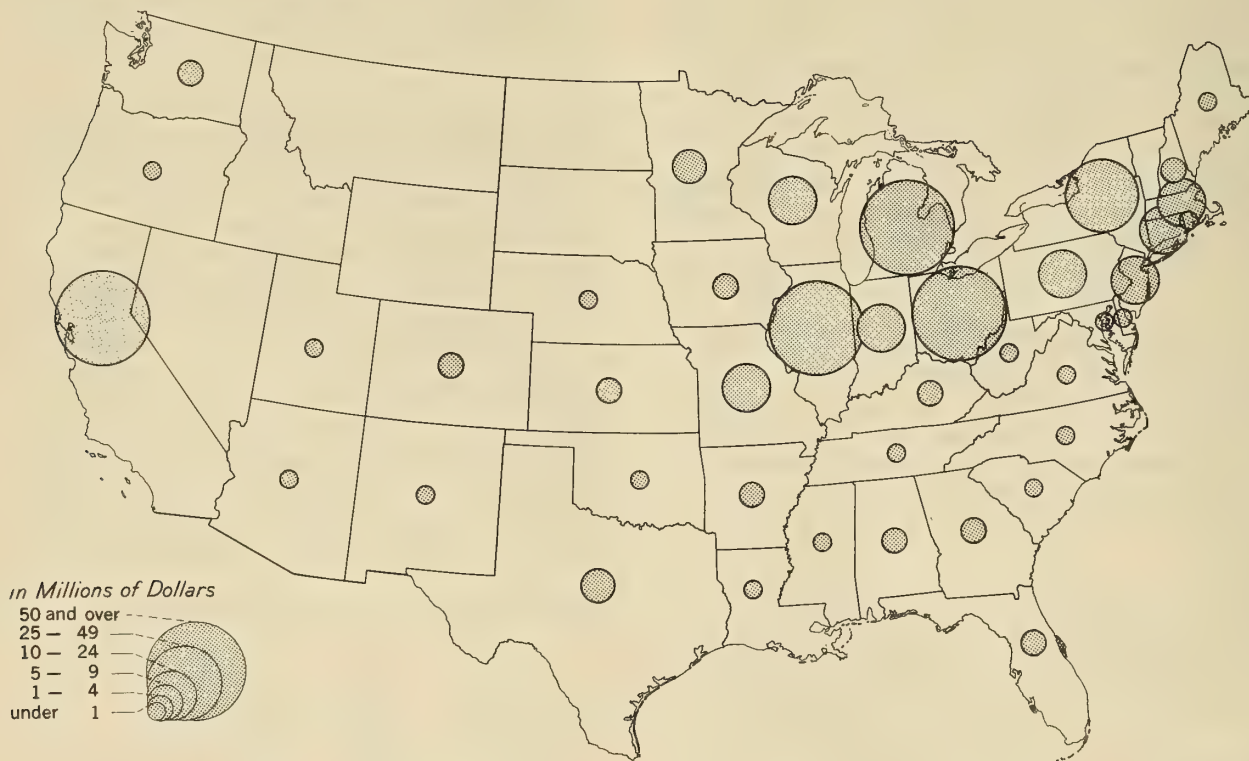 in Millions of Dollars
50 and over
25 – 49
10 – 24
5 – 9
1 – 4
under 1